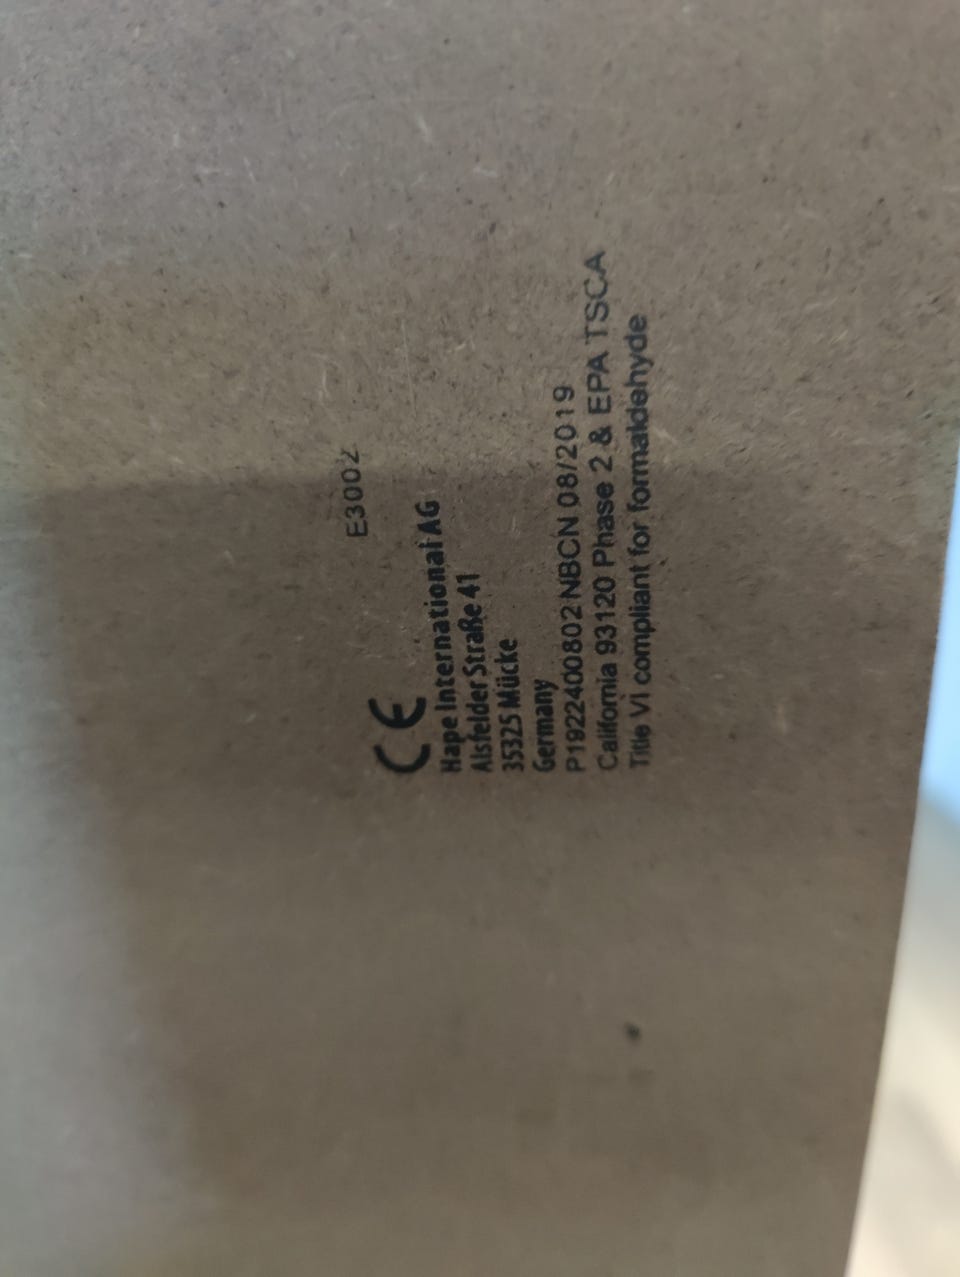 E3002
CE
Hape International AG
Alsfelder Straße 41
35325 Mücke
Germany
P1922400802 NBCN 08/2019
California 93120 Phase 2 & EPA TSCA
Title VI compliant for formaldehyde